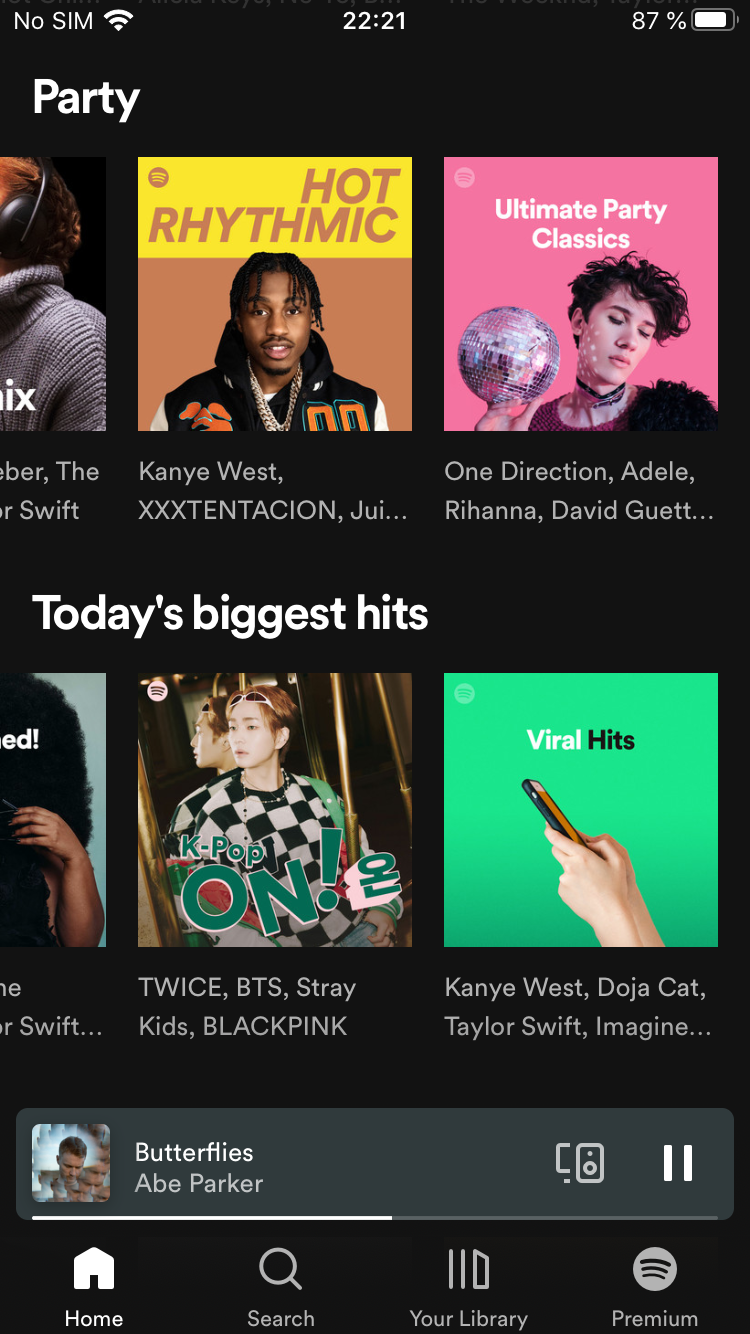 No SIM 22:21 87 %
Party
HOT
RHYTHMIC
Ultimate Party
Classics
ix
eber, The
or Swift
Kanye West,
XXXTENTACION, Jui...
One Direction, Adele,
Rihanna, David Guett...
Today's biggest hits
ed!
K-Pop
ON!
온
Viral Hits
ne
or Swift...
TWICE, BTS, Stray
Kids, BLACKPINK
Kanye West, Doja Cat,
Taylor Swift, Imagine...
Butterflies
Abe Parker
Home
Search
Your Library
Premium